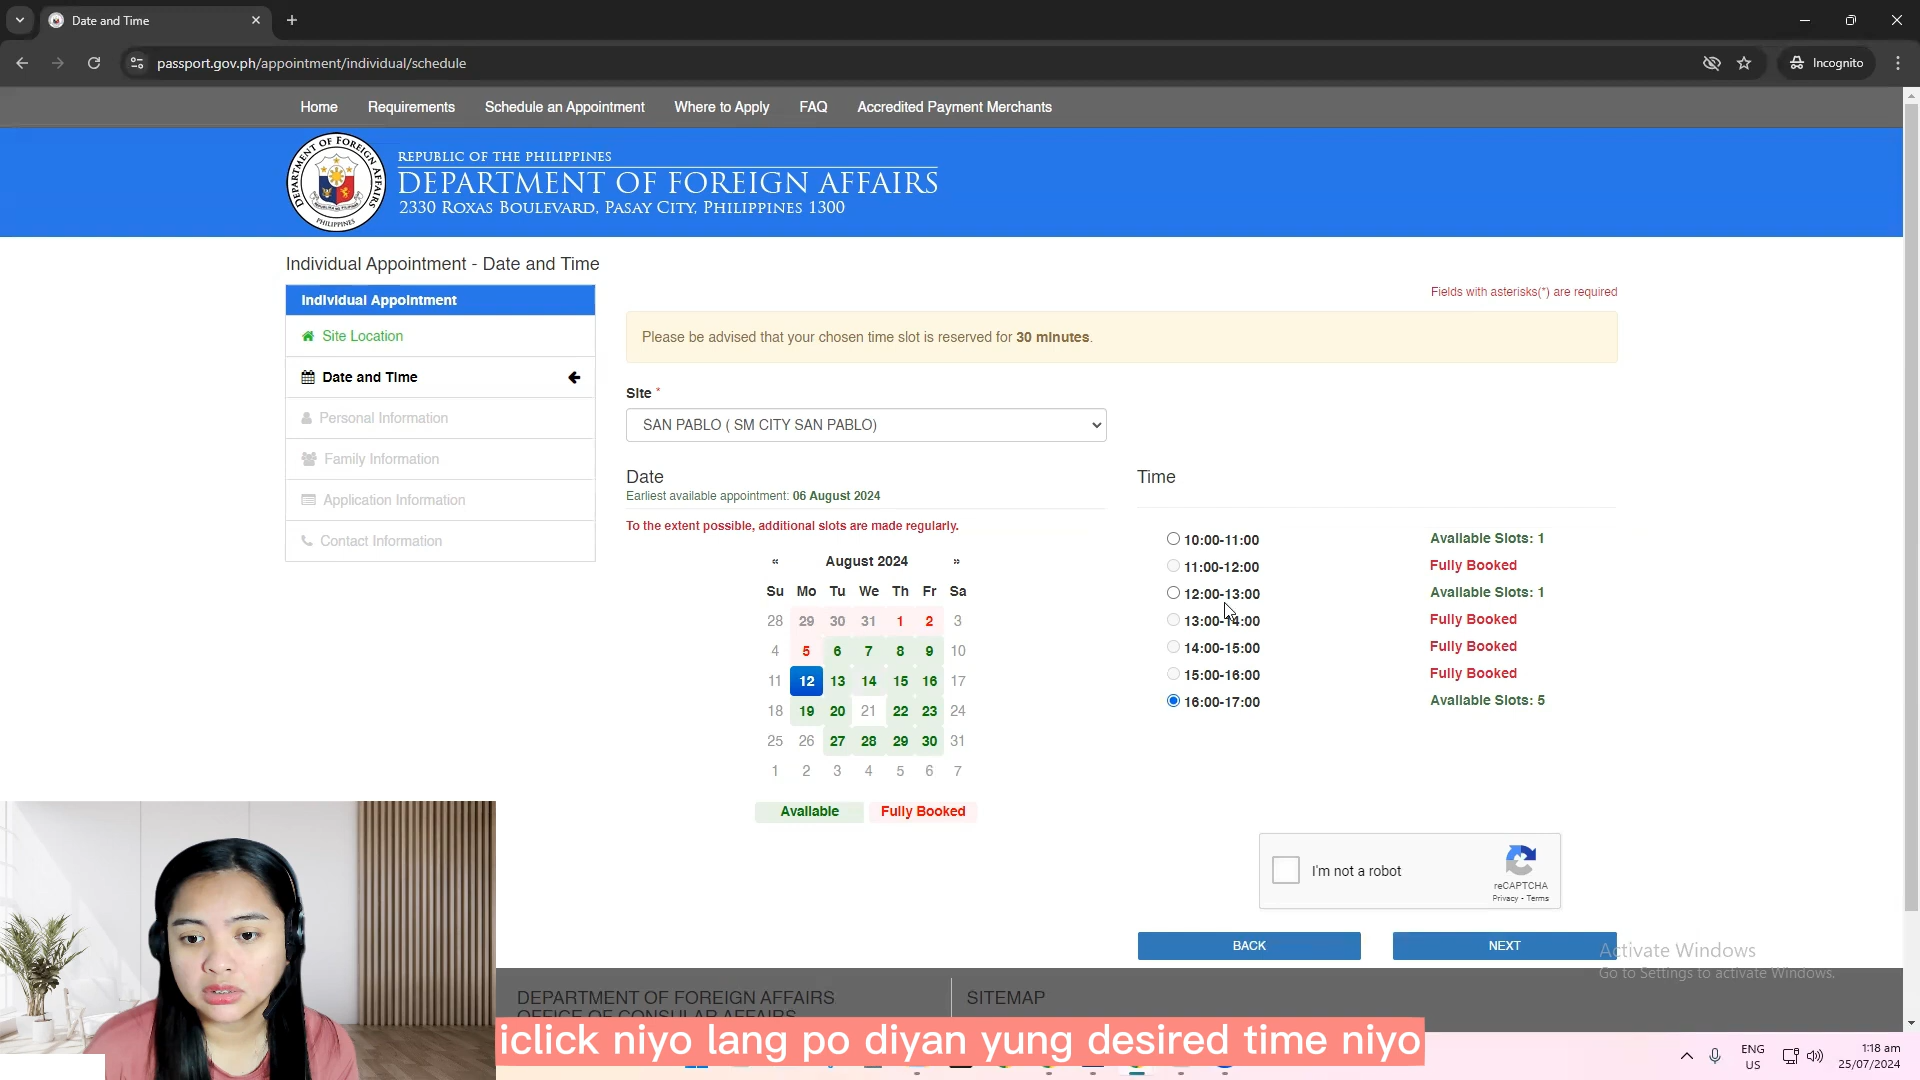 Date and Time
passport.gov.ph/appointment/individual/schedule
Incognito
Home Requirements Schedule an Appointment Where to Apply FAQ Accredited Payment Merchants
DEPARTMENT OF FOREIGN AFFAIRS
PHILIPPINES
REPUBLIC OF THE PHILIPPINES
DEPARTMENT OF FOREIGN AFFAIRS
2330 ROXAS BOULEVARD, PASAY CITY, PHILIPPINES 1300
Individual Appointment - Date and Time
Individual Appointment
Site Location
Date and Time
Personal Information
Family Information
Application Information
Contact Information
Fields with asterisks(*) are required
Please be advised that your chosen time slot is reserved for 30 minutes.
Site *
SAN PABLO ( SM CITY SAN PABLO)
Date
Earliest available appointment: 06 August 2024
To the extent possible, additional slots are made regularly.
« August 2024 »
Su Mo Tu We Th Fr Sa
28 29 30 31 1 2 3
4 5 6 7 8 9 10
11 12 13 14 15 16 17
18 19 20 21 22 23 24
25 26 27 28 29 30 31
1 2 3 4 5 6 7
Available Fully Booked
Time
10:00-11:00 Available Slots: 1
11:00-12:00 Fully Booked
12:00-13:00 Available Slots: 1
13:00-14:00 Fully Booked
14:00-15:00 Fully Booked
15:00-16:00 Fully Booked
16:00-17:00 Available Slots: 5
I'm not a robot
reCAPTCHA
Privacy - Terms
BACK NEXT
Activate Windows
Go to Settings to activate Windows.
DEPARTMENT OF FOREIGN AFFAIRS
OFFICE OF CONSULAR AFFAIRS
SITEMAP
iclick niyo lang po diyan yung desired time niyo
ENG
US
1:18 am
25/07/2024